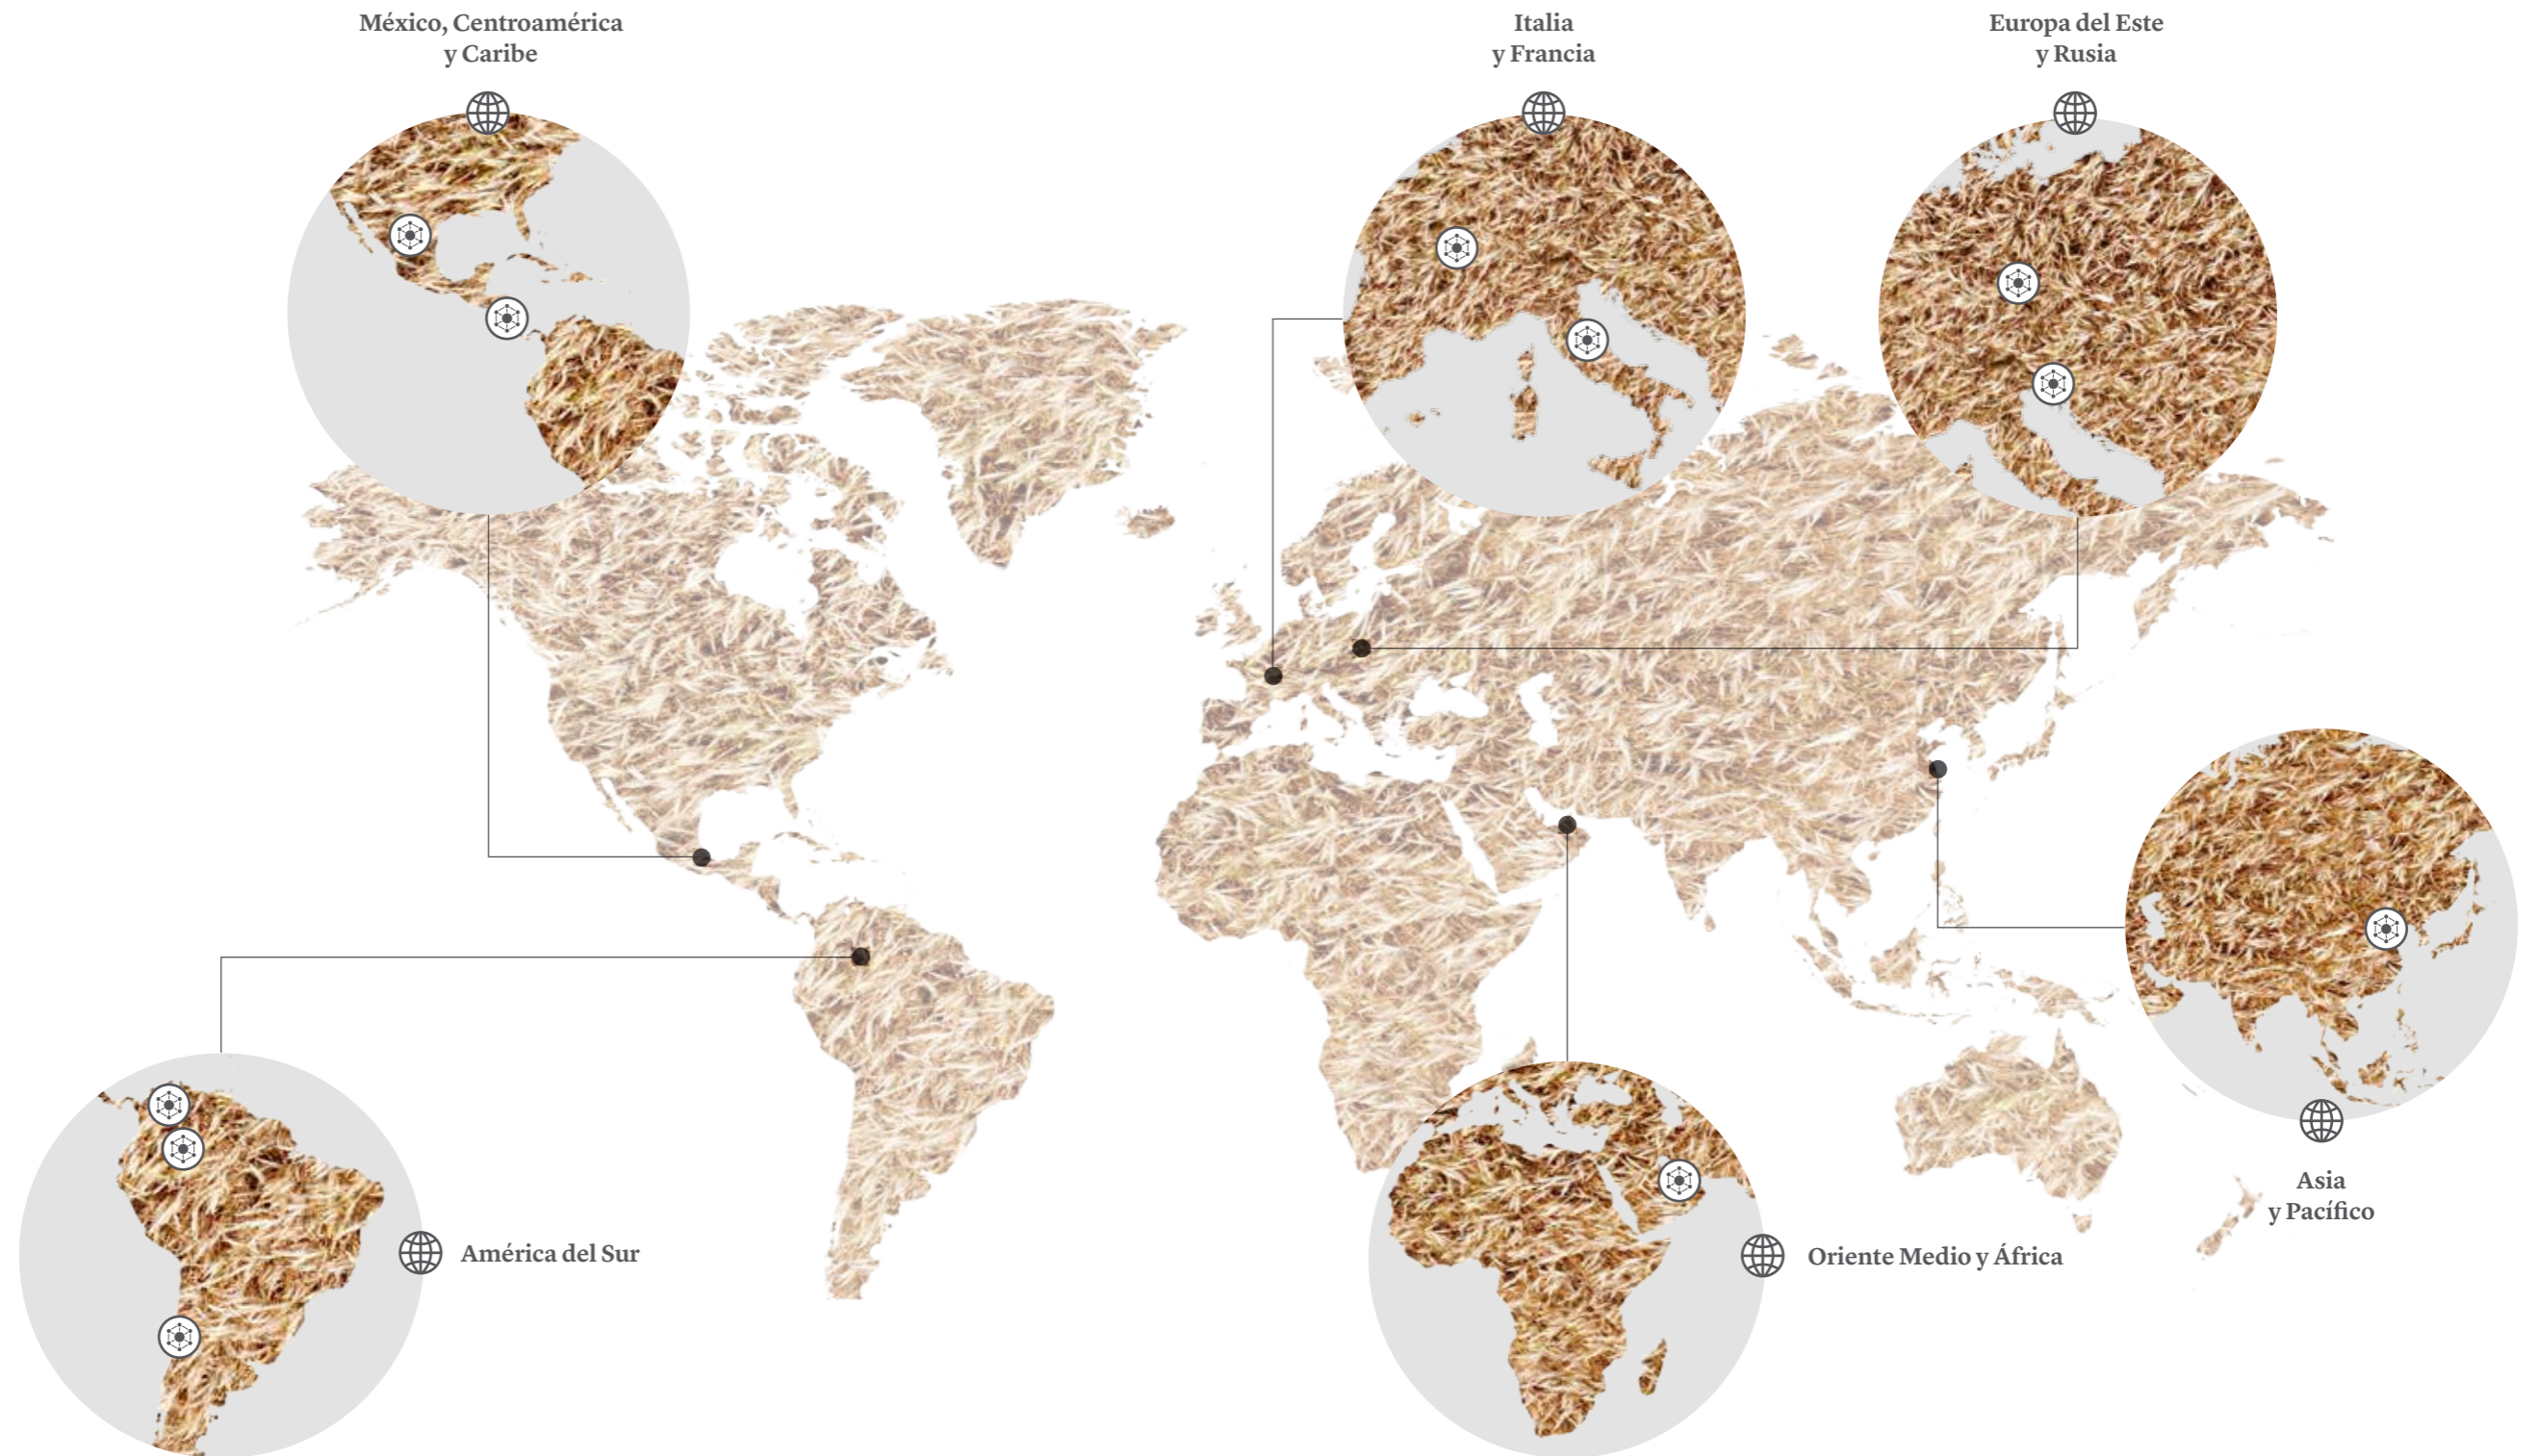 México, Centroamérica
y Caribe
Italia
y Francia
Europa del Este
y Rusia
Asia
y Pacífico
América del Sur
Oriente Medio y África